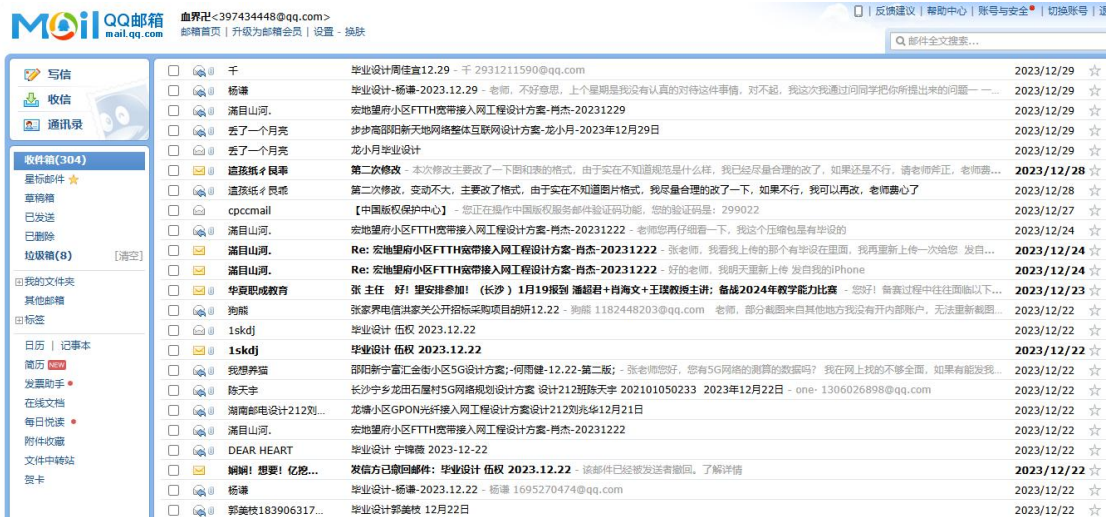 Mail QQ邮箱 mail.qq.com
血界卍<397434448@qq.com>
邮箱首页 | 升级为邮箱会员 | 设置 - 换肤
| 反馈建议 | 帮助中心 | 账号与安全 | 切换账号 |
邮件全文搜索...
写信
收信
通讯录
收件箱(304)
星标邮件
草稿箱
已发送
已删除
垃圾箱(8) [清空]
我的文件夹
其他邮箱
标签
日历 | 记事本
简历 NEW
发票助手
在线文档
每日悦读
附件收藏
文件中转站
贺卡
千 毕业设计周佳宜12.29 - 千 2931211590@qq.com 2023/12/29
杨谦 毕业设计-杨谦-2023.12.29 - 老师，不好意思，上个星期是我没有认真的对待这件事情，对不起，我这次我通过问同学把你所提出来的问题一 一... 2023/12/29
滿目山河. 宏地望府小区FTTH宽带接入网工程设计方案-肖杰-20231229 2023/12/29
丢了一个月亮 步步高邵阳新天地网络整体互联网设计方案-龙小月-2023年12月29日 2023/12/29
丢了一个月亮 龙小月毕业设计 2023/12/29
第二次修改 - 本次修改主要改了一下图和表的格式，由于实在不知道规范是什么样，我已经尽量合理的改了，如果还是不行，请老师斧正，老师费... 2023/12/28
第二次修改，变动不大，主要改了格式，由于实在不知道图片格式，我尽量合理的改了一下，如果不行，我可以再改，老师费心了 2023/12/28
cpccmail 【中国版权保护中心】 - 您正在操作中国版权服务邮件验证码功能，您的验证码是：299022 2023/12/27
滿目山河. 宏地望府小区FTTH宽带接入网工程设计方案-肖杰-20231222 - 老师您再仔细看一下，我这个压缩包是有毕设的 2023/12/24
滿目山河. Re: 宏地望府小区FTTH宽带接入网工程设计方案-肖杰-20231222 - 张老师，我看我上传的那个有毕设在里面，我再重新上传一次给您 发自... 2023/12/24
滿目山河. Re: 宏地望府小区FTTH宽带接入网工程设计方案-肖杰-20231222 - 好的老师，我明天重新上传 发自我的iPhone 2023/12/24
华夏职成教育 张 主任 好！里安排参加！（长沙 ）1月19报到 潘超君+肖海文+王璞教授主讲；备战2024年教学能力比赛 - 您好！备赛过程中往往面临以下... 2023/12/23
狗熊 张家界电信洪家关公开招标采购项目胡妍12.22 - 狗熊 1182448203@qq.com 老师，部分截图来自其他地方我没有开内部账户，无法重新截图... 2023/12/22
1skdj 毕业设计 伍权 2023.12.22 2023/12/22
1skdj 毕业设计 伍权 2023.12.22 2023/12/22
我想养猫 邵阳新宁富汇金街小区5G设计方案;-何雨健-12.22-第二版; - 张老师您好，您有5G网络的测算的数据吗？ 我在网上找的不够全面，如果有能发我... 2023/12/22
陈天宇 长沙宁乡龙田石屋村5G网络规划设计方案 设计212班陈天宇 202101050233 2023年12月22日 - one· 1306026898@qq.com 2023/12/22
湖南邮电设计212刘... 龙塘小区GPON光纤接入网工程设计方案设计212刘兆华12月21日 2023/12/22
滿目山河. 宏地望府小区FTTH宽带接入网工程设计方案-肖杰-20231222 2023/12/22
DEAR HEART 毕业设计 宁锦薇 2023-12-22 2023/12/22
娴娴！想要！亿挖... 发信方已撤回邮件：毕业设计 伍权 2023.12.22 - 该邮件已经被发送者撤回。了解详情 2023/12/22
杨谦 毕业设计-杨谦-2023.12.22 - 杨谦 1695270474@qq.com 2023/12/22
郭美枝183906317... 毕业设计郭美枝 12月22日 2023/12/22